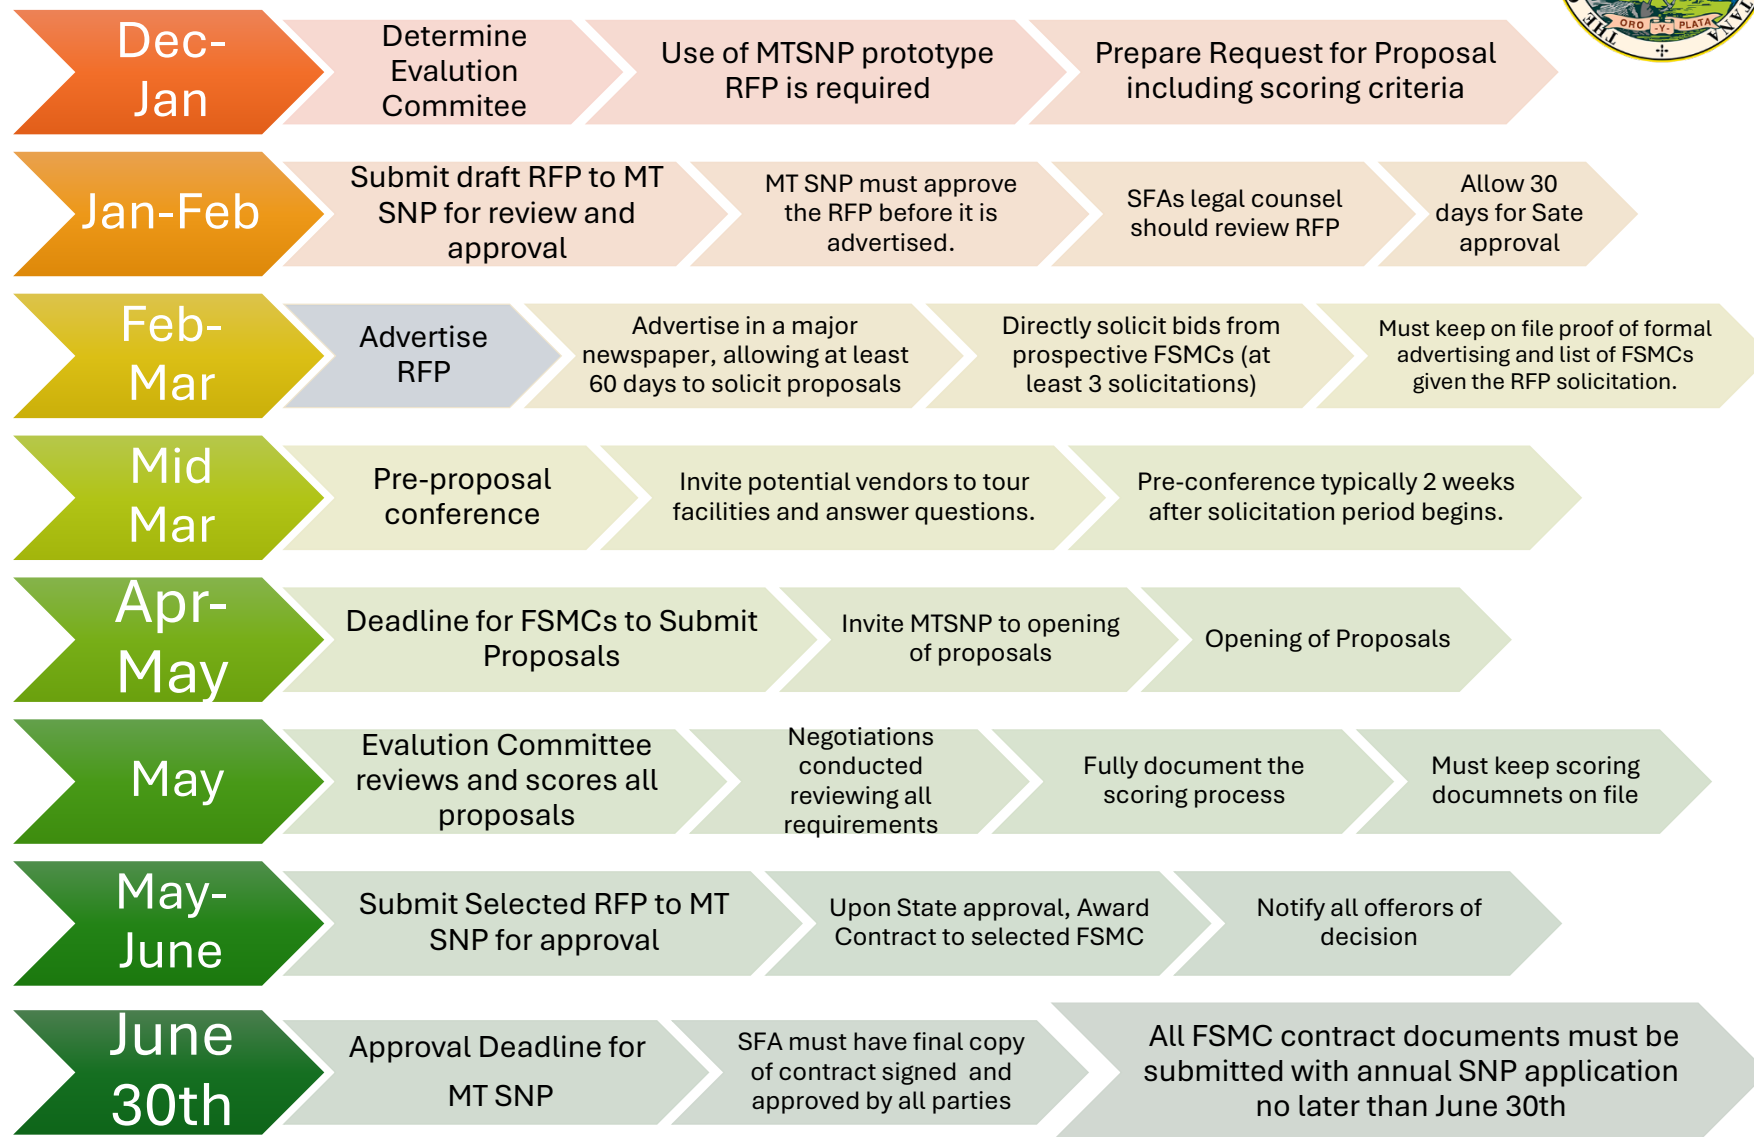 Dec-
Jan
Determine
Evalution
Commitee
Use of MTSNP prototype
RFP is required
Prepare Request for Proposal
including scoring criteria
ORO Y PLATA
THE
TANA
Jan-Feb
Submit draft RFP to MT
SNP for review and
approval
MT SNP must approve
the RFP before it is
advertised.
SFAs legal counsel
should review RFP
Allow 30
days for Sate
approval
Feb-
Mar
Advertise
RFP
Advertise in a major
newspaper, allowing at least
60 days to solicit proposals
Directly solicit bids from
prospective FSMCs (at
least 3 solicitations)
Must keep on file proof of formal
advertising and list of FSMCs
given the RFP solicitation.
Mid
Mar
Pre-proposal
conference
Invite potential vendors to tour
facilities and answer questions.
Pre-conference typically 2 weeks
after solicitation period begins.
Apr-
May
Deadline for FSMCs to Submit
Proposals
Invite MTSNP to opening
of proposals
Opening of Proposals
May
Evalution Committee
reviews and scores all
proposals
Negotiations
conducted
reviewing all
requirements
Fully document the
scoring process
Must keep scoring
documnets on file
May-
June
Submit Selected RFP to MT
SNP for approval
Upon State approval, Award
Contract to selected FSMC
Notify all offerors of
decision
June
30th
Approval Deadline for
MT SNP
SFA must have final copy
of contract signed and
approved by all parties
All FSMC contract documents must be
submitted with annual SNP application
no later than June 30th